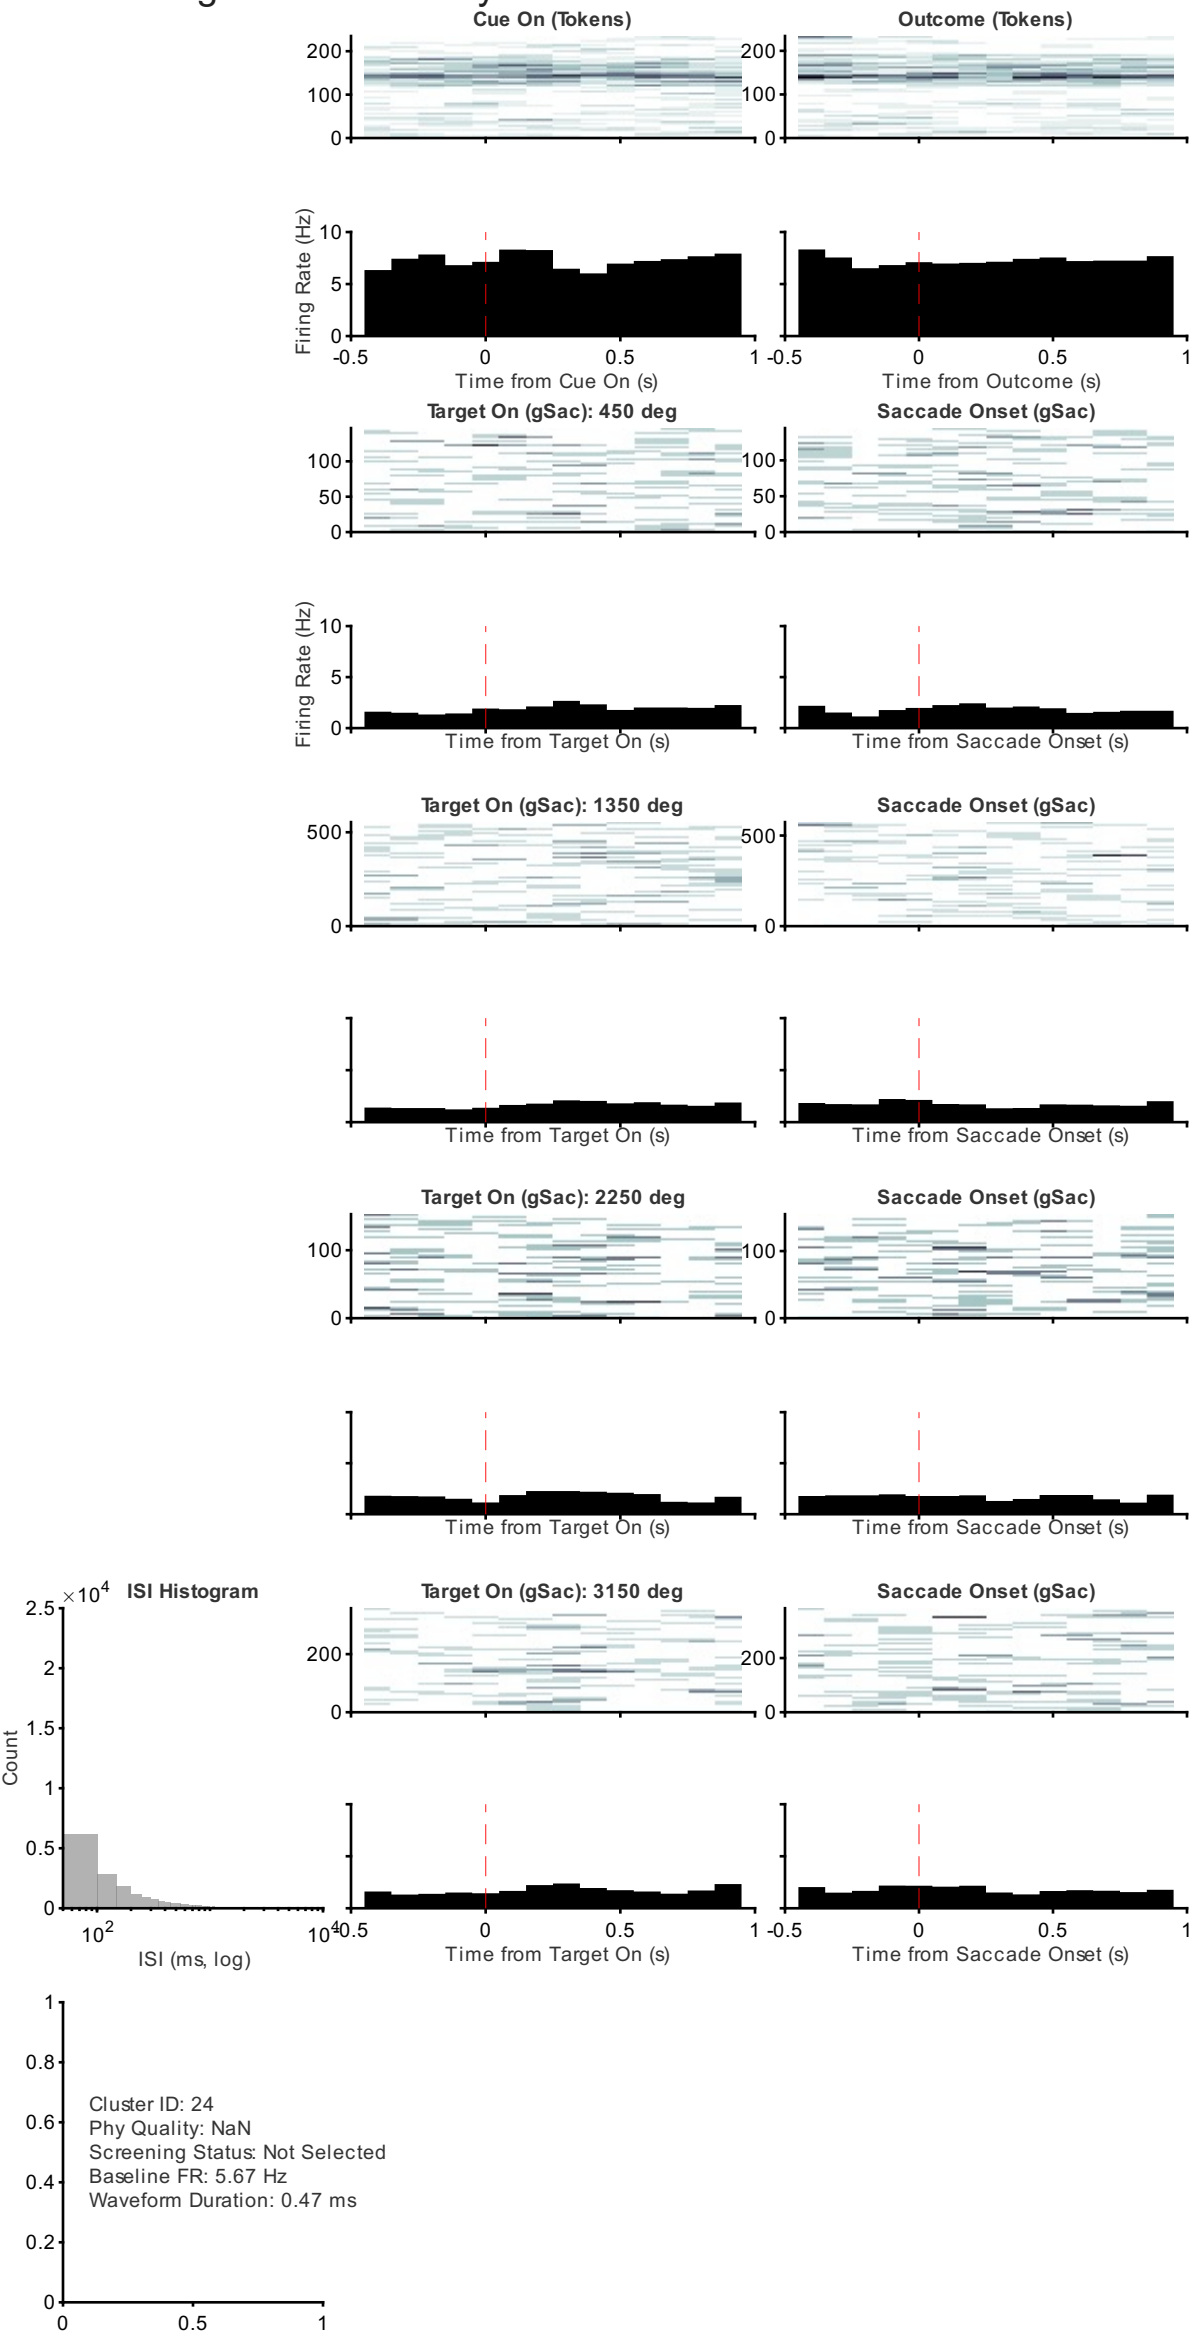 Cue On (Tokens)
Outcome (Tokens)
200
100
0
200
100
0
Firing Rate (Hz)
10
5
0
-0.5
0
0.5
1
-0.5
0
0.5
1
Time from Cue On (s)
Time from Outcome (s)
Target On (gSac): 450 deg
Saccade Onset (gSac)
100
50
0
100
50
0
Firing Rate (Hz)
10
5
0
Time from Target On (s)
Time from Saccade Onset (s)
Target On (gSac): 1350 deg
Saccade Onset (gSac)
500
0
500
0
Time from Target On (s)
Time from Saccade Onset (s)
Target On (gSac): 2250 deg
Saccade Onset (gSac)
100
0
100
0
Time from Target On (s)
Time from Saccade Onset (s)
×10^4
ISI Histogram
Target On (gSac): 3150 deg
Saccade Onset (gSac)
2.5
2
1.5
1
0.5
0
Count
10^2
10^4
ISI (ms, log)
200
0
200
0
-0.5
0
0.5
1
-0.5
0
0.5
1
Time from Target On (s)
Time from Saccade Onset (s)
1
0.8
0.6
0.4
0.2
0
Cluster ID: 24
Phy Quality: NaN
Screening Status: Not Selected
Baseline FR: 5.67 Hz
Waveform Duration: 0.47 ms
0
0.5
1